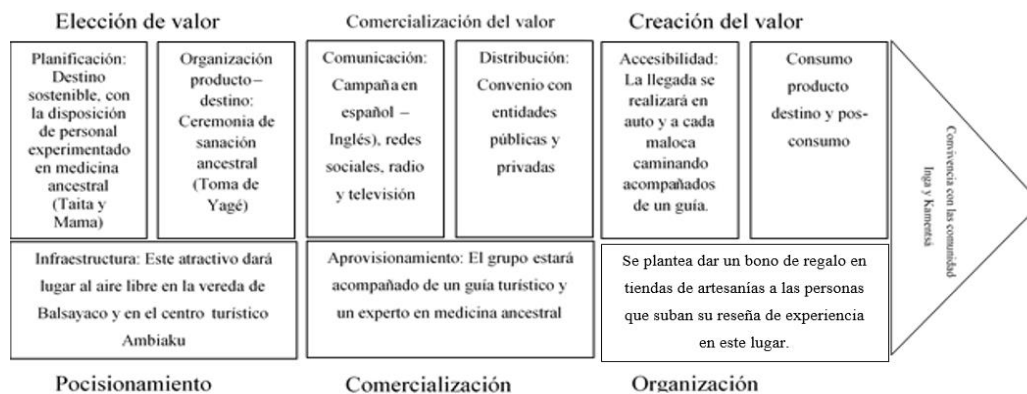 Elección de valor
Comercialización del valor
Creación del valor
Planificación:
Destino
sostenible, con
la disposición
de personal
experimentado
en medicina
ancestral
(Taita y
Mama)
Organización
producto–
destino:
Ceremonia de
sanación
ancestral
(Toma de
Yagé)
Comunicación:
Campaña en
español –
Inglés), redes
sociales, radio
y televisión
Distribución:
Convenio con
entidades
públicas y
privadas
Accesibilidad:
La llegada se
realizará en
auto y a cada
maloca
caminando
acompañados
de un guía.
Consumo
producto
destino y pos-
consumo
Convivencia con las comunidad
Inga y Kamentsá
Infraestructura: Este atractivo dará
lugar al aire libre en la vereda de
Balsayaco y en el centro turístico
Ambiaku
Aprovisionamiento: El grupo estará
acompañado de un guía turístico y
un experto en medicina ancestral
Se plantea dar un bono de regalo en
tiendas de artesanías a las personas
que suban su reseña de experiencia
en este lugar.
Pocisionamiento
Comercialización
Organización